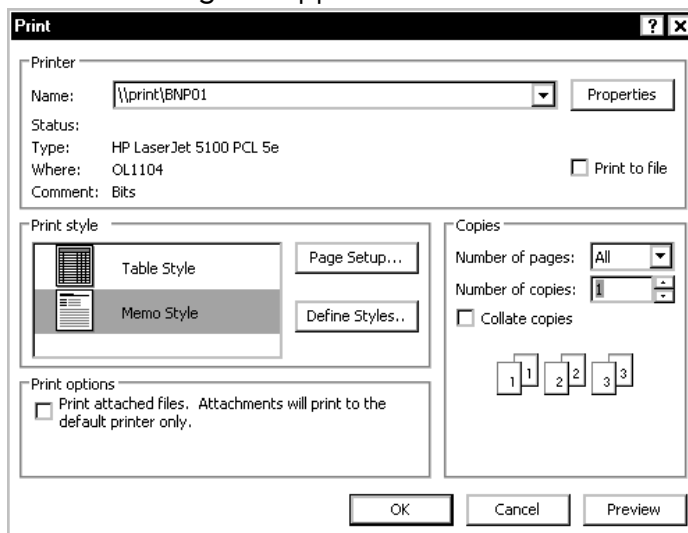 Print
Printer
Name: \\print\BNP01 Properties
Status:
Type: HP LaserJet 5100 PCL 5e
Where: OL1104 Print to file
Comment: Bits
Print style
Table Style
Memo Style
Page Setup...
Define Styles..
Copies
Number of pages: All
Number of copies: 1
Collate copies
1 1 2 2 3 3
Print options
Print attached files. Attachments will print to the
default printer only.
OK Cancel Preview